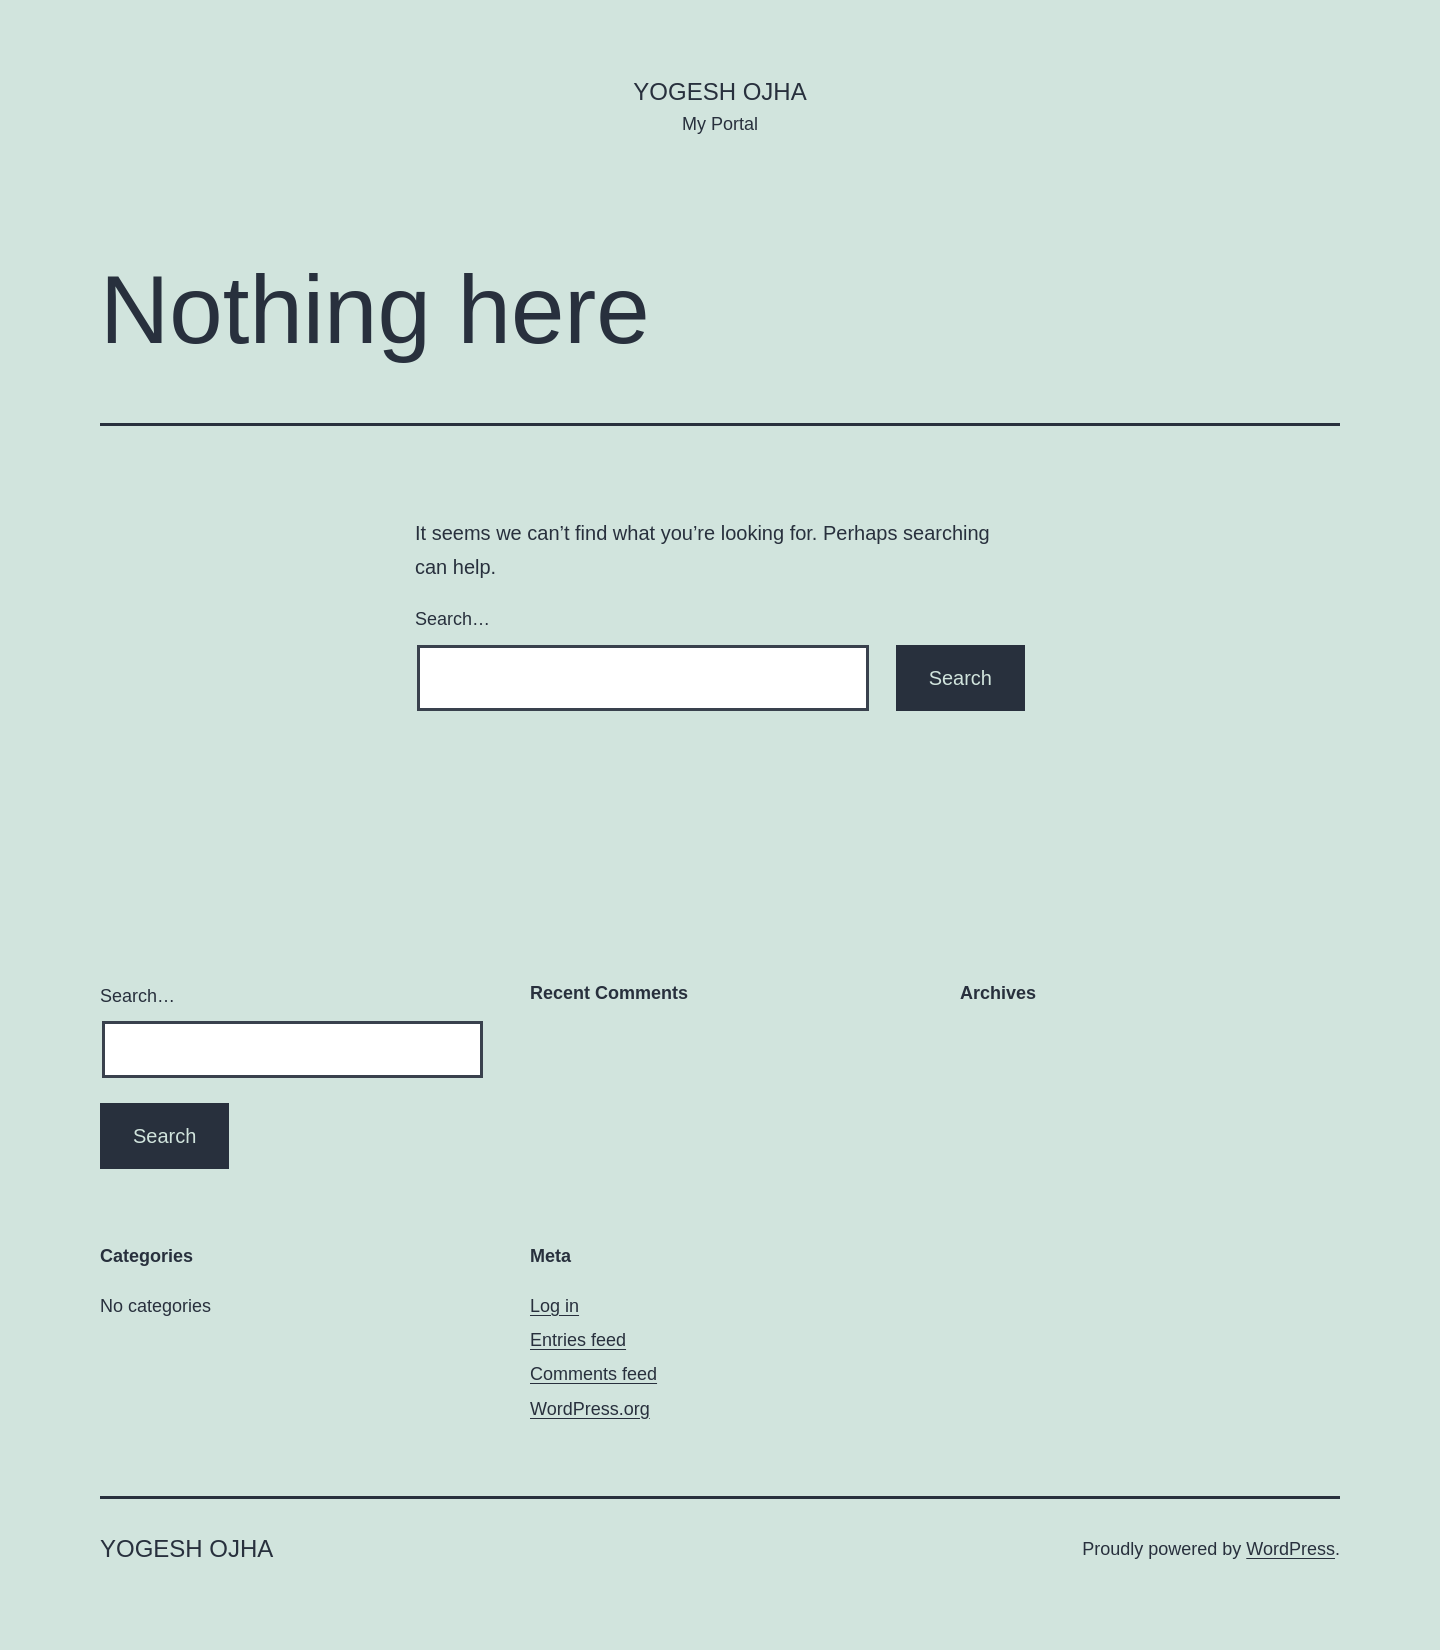 YOGESH OJHA
My Portal
Nothing here
It seems we can’t find what you’re looking for. Perhaps searching
can help.
Search…
Search
Search…
Search
Recent Comments
Archives
Categories
No categories
Meta
Log in
Entries feed
Comments feed
WordPress.org
YOGESH OJHA
Proudly powered by WordPress.